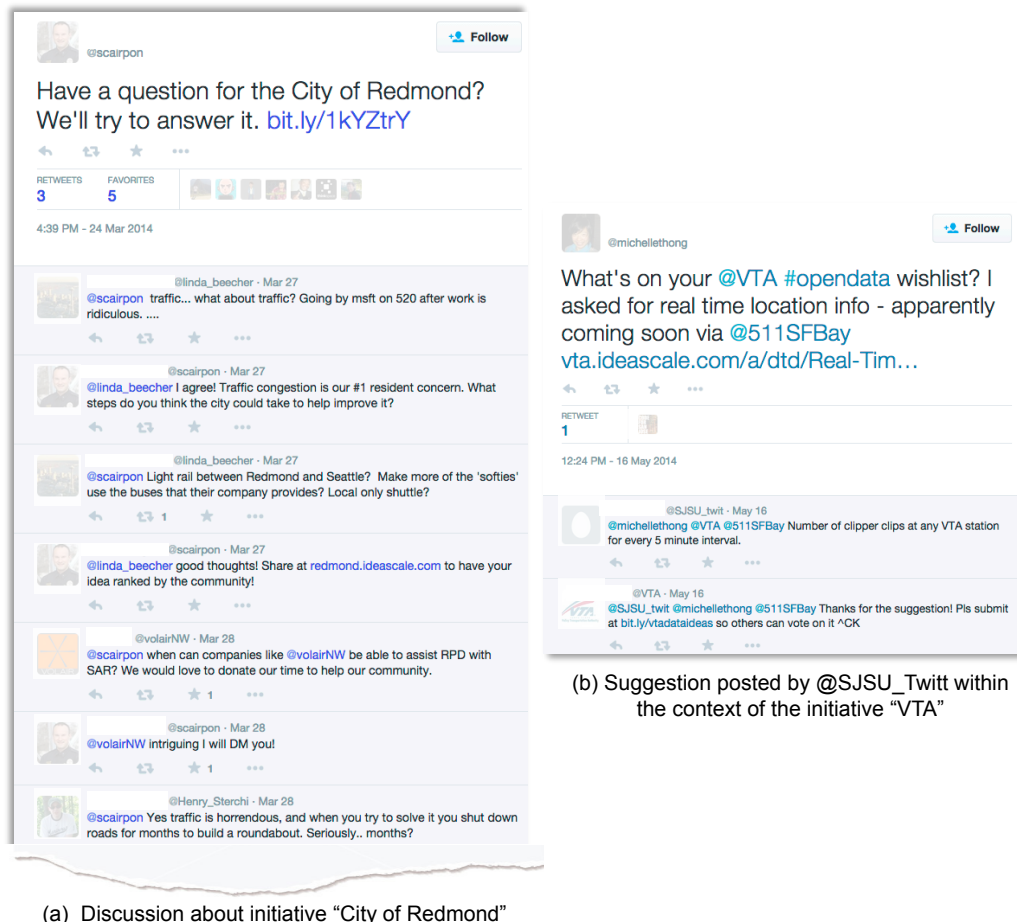 Follow
@scairpon
Have a question for the City of Redmond?
We'll try to answer it. bit.ly/1kYZtrY
RETWEETS FAVORITES
3 5
4:39 PM - 24 Mar 2014
@linda_beecher · Mar 27
@scairpon traffic... what about traffic? Going by msft on 520 after work is
ridiculous. ....
@scairpon · Mar 27
@linda_beecher I agree! Traffic congestion is our #1 resident concern. What
steps do you think the city could take to help improve it?
@linda_beecher · Mar 27
@scairpon Light rail between Redmond and Seattle? Make more of the 'softies'
use the buses that their company provides? Local only shuttle?
1
@scairpon · Mar 27
@linda_beecher good thoughts! Share at redmond.ideascale.com to have your
idea ranked by the community!
@volairNW · Mar 28
@scairpon when can companies like @volairNW be able to assist RPD with
SAR? We would love to donate our time to help our community.
1
@scairpon · Mar 28
@volairNW intriguing I will DM you!
1
@Henry_Sterchi · Mar 28
@scairpon Yes traffic is horrendous, and when you try to solve it you shut down
roads for months to build a roundabout. Seriously.. months?
(a) Discussion about initiative “City of Redmond”
Follow
@michellethong
What's on your @VTA #opendata wishlist? I
asked for real time location info - apparently
coming soon via @511SFBay
vta.ideascale.com/a/dtd/Real-Tim…
RETWEET
1
12:24 PM - 16 May 2014
@SJSU_twit · May 16
@michellethong @VTA @511SFBay Number of clipper clips at any VTA station
for every 5 minute interval.
VTA
@VTA · May 16
@SJSU_twit @michellethong @511SFBay Thanks for the suggestion! Pls submit
at bit.ly/vtadataideas so others can vote on it ^CK
(b) Suggestion posted by @SJSU_Twitt within
the context of the initiative “VTA”